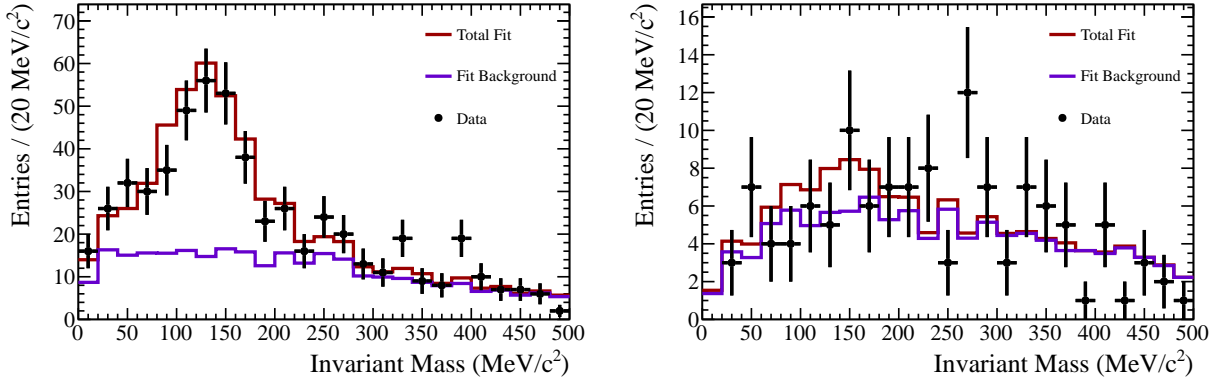 Entries / (20 MeV/c²)
70
60
50
40
30
20
10
0
Total Fit
Fit Background
Data
0 50 100 150 200 250 300 350 400 450 500
Invariant Mass (MeV/c²)
Entries / (20 MeV/c²)
16
14
12
10
8
6
4
2
0
Total Fit
Fit Background
Data
0 50 100 150 200 250 300 350 400 450 500
Invariant Mass (MeV/c²)